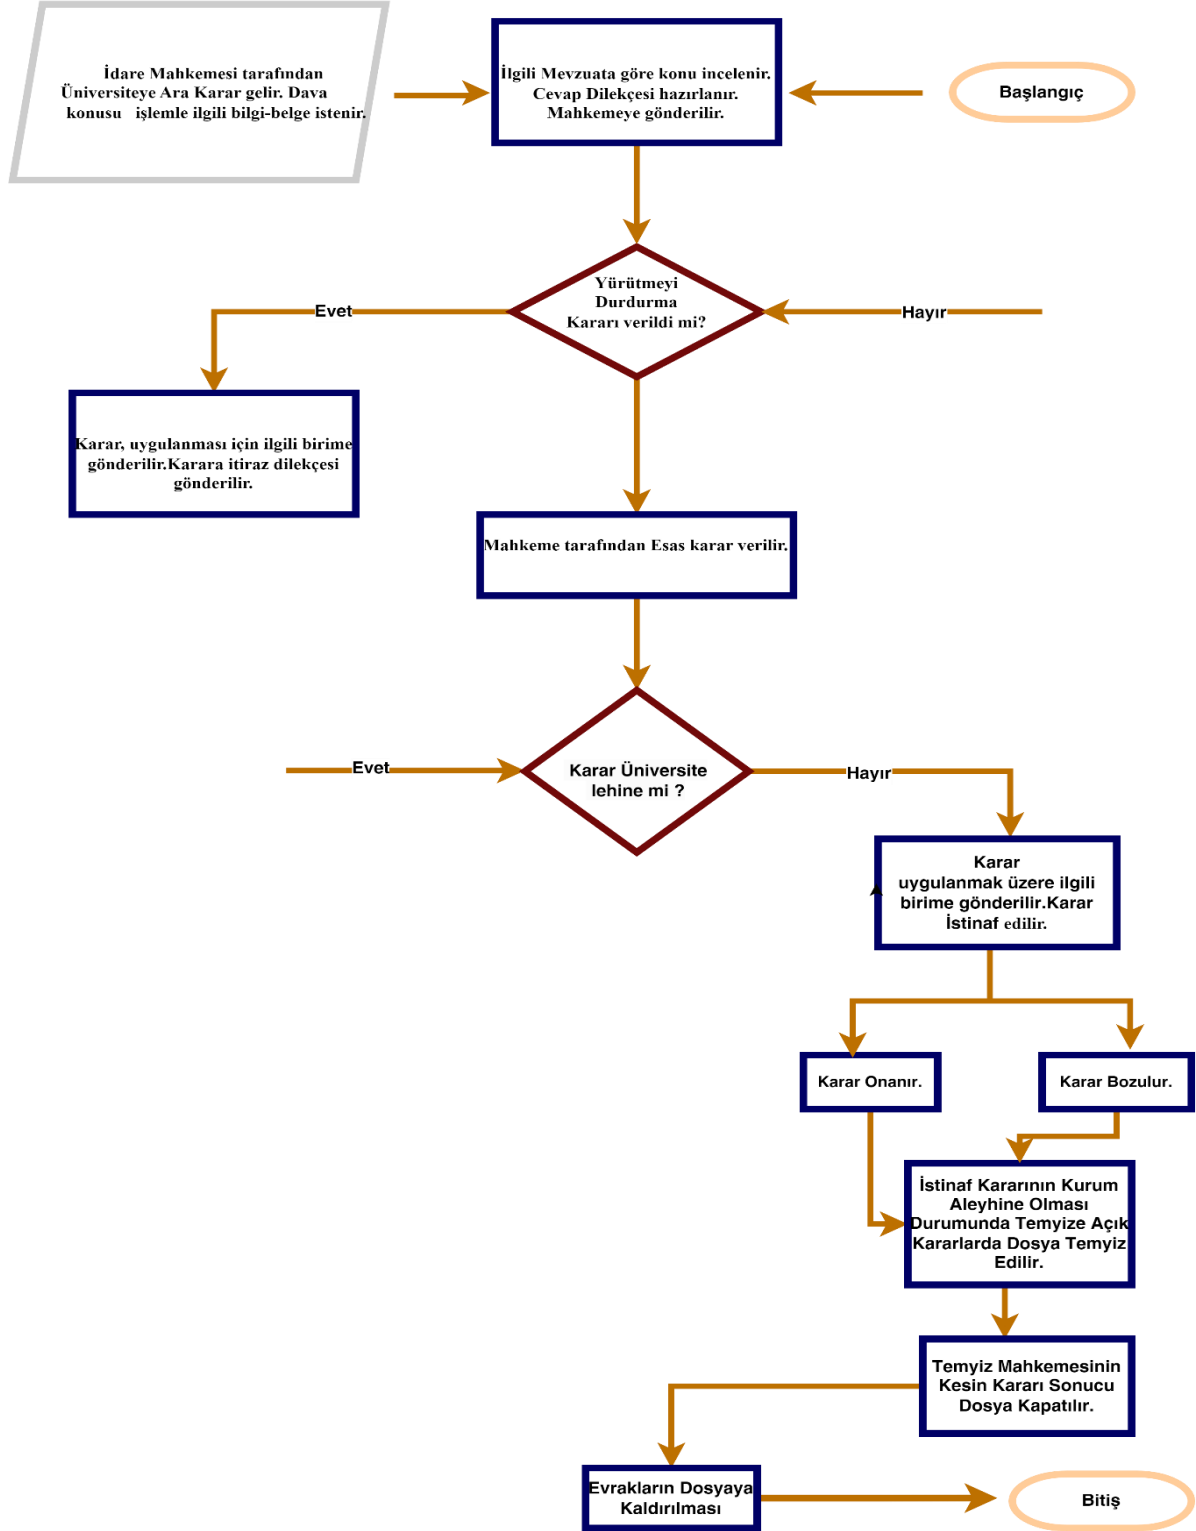 İdare Mahkemesi tarafından
Üniversiteye Ara Karar gelir. Dava
konusu işlemle ilgili bilgi-belge istenir.
İlgili Mevzuata göre konu incelenir.
Cevap Dilekçesi hazırlanır.
Mahkemeye gönderilir.
Başlangıç
Yürütmeyi
Durdurma
Kararı verildi mi?
Evet
Hayır
Karar, uygulanması için ilgili birime
gönderilir.Karara itiraz dilekçesi
gönderilir.
Mahkeme tarafından Esas karar verilir.
Evet
Karar Üniversite
lehine mi ?
Hayır
Karar
uygulanmak üzere ilgili
birime gönderilir.Karar
İstinaf edilir.
Karar Onanır.
Karar Bozulur.
İstinaf Kararının Kurum
Aleyhine Olması
Durumunda Temyize Açık
Kararlarda Dosya Temyiz
Edilir.
Temyiz Mahkemesinin
Kesin Kararı Sonucu
Dosya Kapatılır.
Evrakların Dosyaya
Kaldırılması
Bitiş